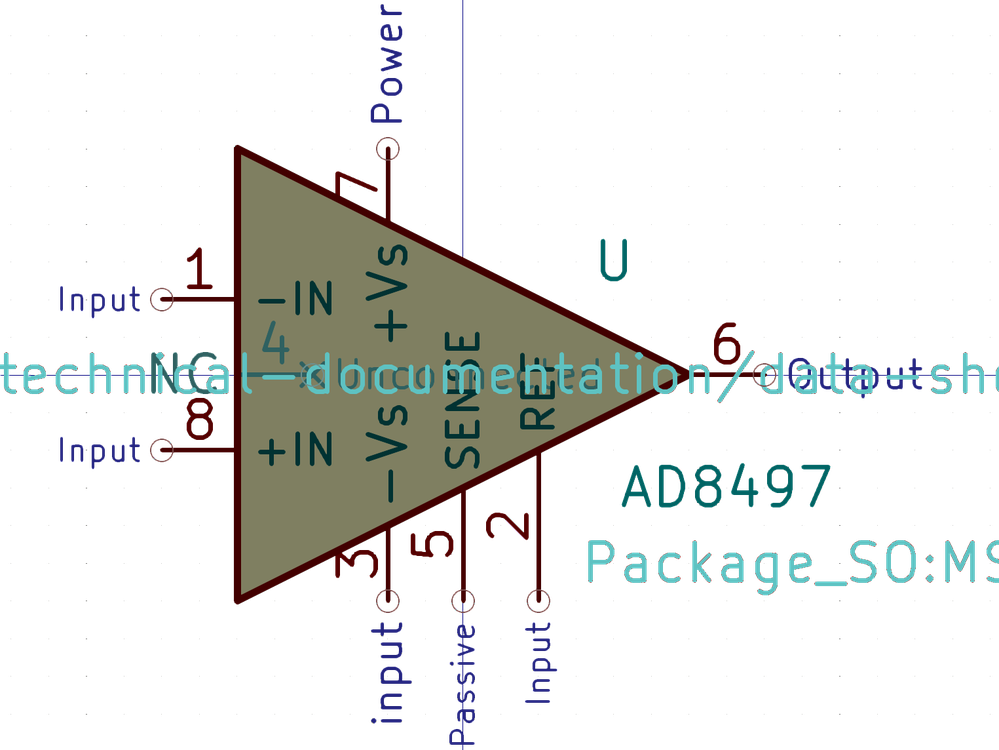 Power
7
U
1
Input
-IN
+Vs
4
NC
technical-documentation/data-she
6
Output
SENSE
REF
8
Input
+IN
-Vs
AD8497
Package_SO:MS
3
5
2
input
Passive
Input